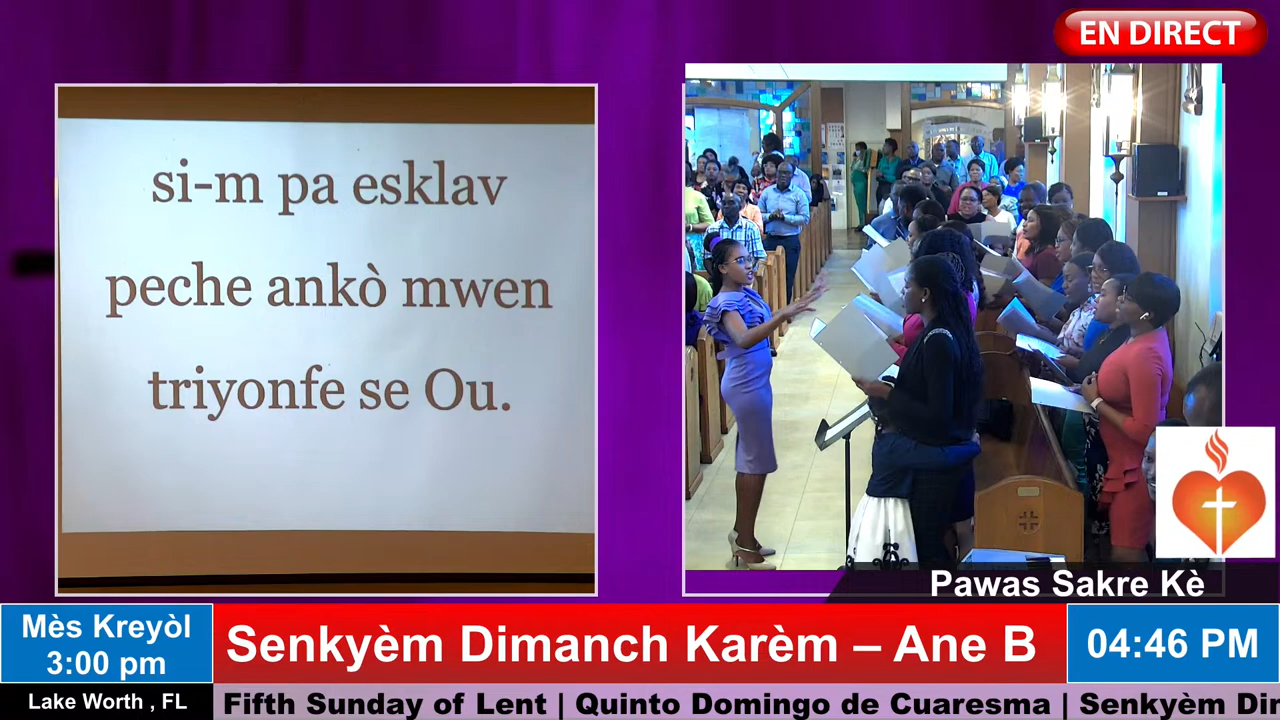 EN DIRECT
si-m pa esklav
peche ankò mwen
triyonfe se Ou.
Pawas Sakre Kè
Mès Kreyòl
3:00 pm
Senkyèm Dimanch Karèm – Ane B
04:46 PM
Lake Worth , FL
Fifth Sunday of Lent | Quinto Domingo de Cuaresma | Senkyèm Dim